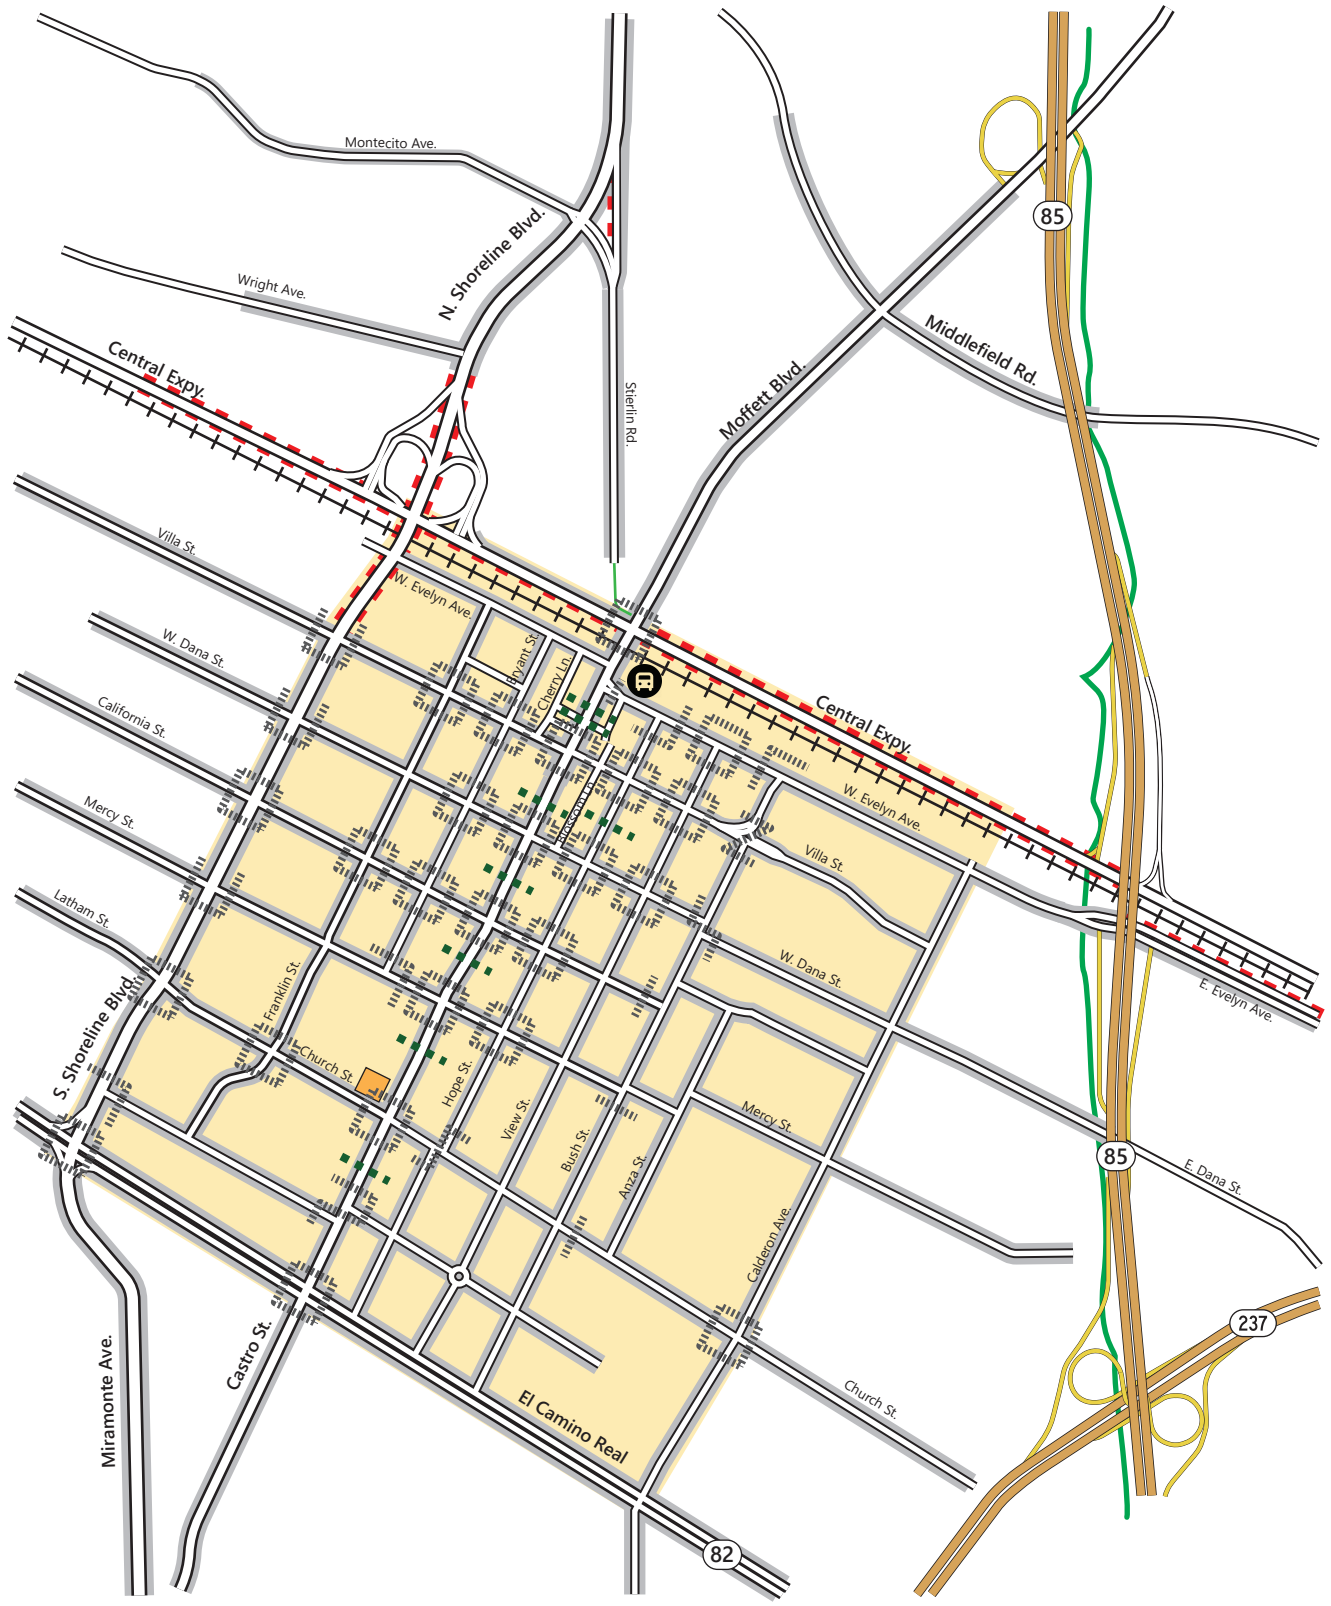 Montecito Ave.
N. Shoreline Blvd.
85
Wright Ave.
Central Expy.
Middlefield Rd.
Moffett Blvd.
Stierlin Rd.
Villa St.
W. Evelyn Ave.
W. Dana St.
Bryant St.
Cherry Ln.
California St.
Central Expy.
Mercy St.
Blossom Ln.
W. Evelyn Ave.
Villa St.
Latham St.
W. Dana St.
Franklin St.
E. Evelyn Ave.
S. Shoreline Blvd.
Church St.
Hope St.
View St.
Mercy St.
Bush St.
Anza St.
85
E. Dana St.
Calderon Ave.
237
Miramonte Ave.
Castro St.
El Camino Real
Church St.
82